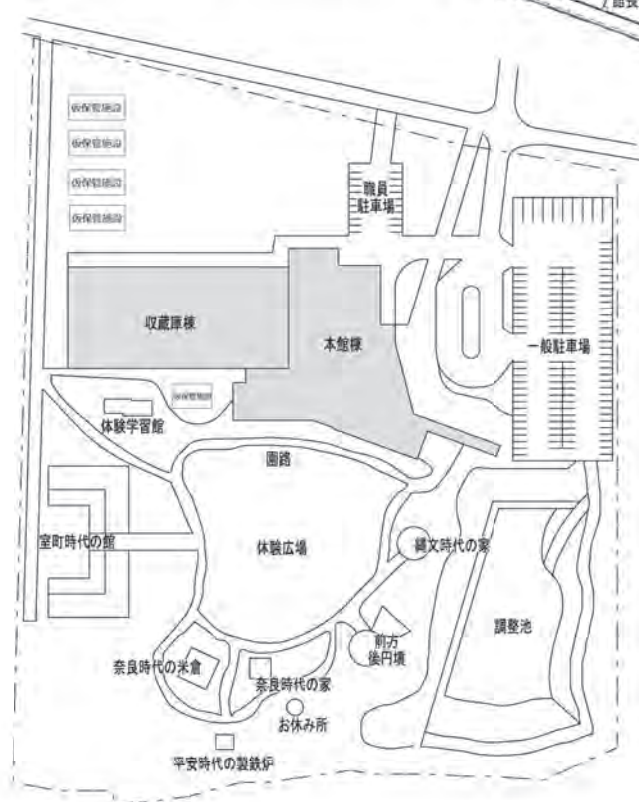 館長
仮保管施設
仮保管施設
仮保管施設
仮保管施設
職員
駐車場
収蔵庫棟
本館棟
一般駐車場
仮保管施設
体験学習館
園路
室町時代の館
体験広場
縄文時代の家
調整池
前方
後円墳
奈良時代の米倉
奈良時代の家
お休み所
平安時代の製鉄炉